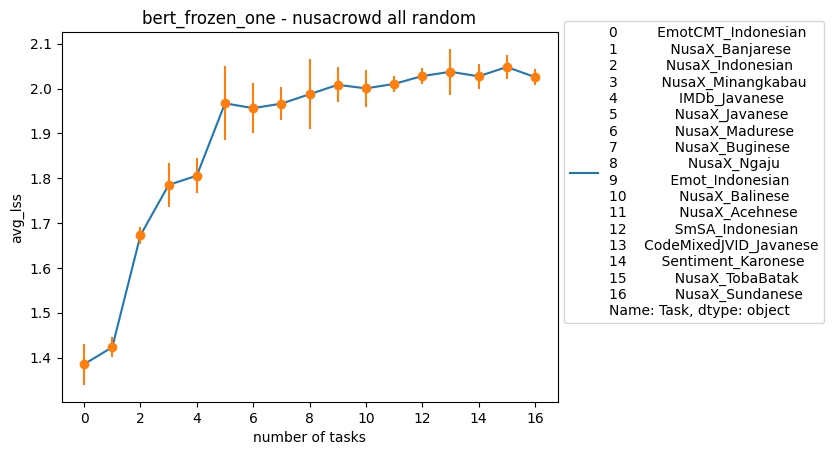 bert_frozen_one - nusacrowd all random
avg_lss
2.1
2.0
1.9
1.8
1.7
1.6
1.5
1.4
0 2 4 6 8 10 12 14 16
number of tasks
0 EmotCMT_Indonesian
1 NusaX_Banjarese
2 NusaX_Indonesian
3 NusaX_Minangkabau
4 IMDb_Javanese
5 NusaX_Javanese
6 NusaX_Madurese
7 NusaX_Buginese
8 NusaX_Ngaju
9 Emot_Indonesian
10 NusaX_Balinese
11 NusaX_Acehnese
12 SmSA_Indonesian
13 CodeMixedJVID_Javanese
14 Sentiment_Karonese
15 NusaX_TobaBatak
16 NusaX_Sundanese
Name: Task, dtype: object